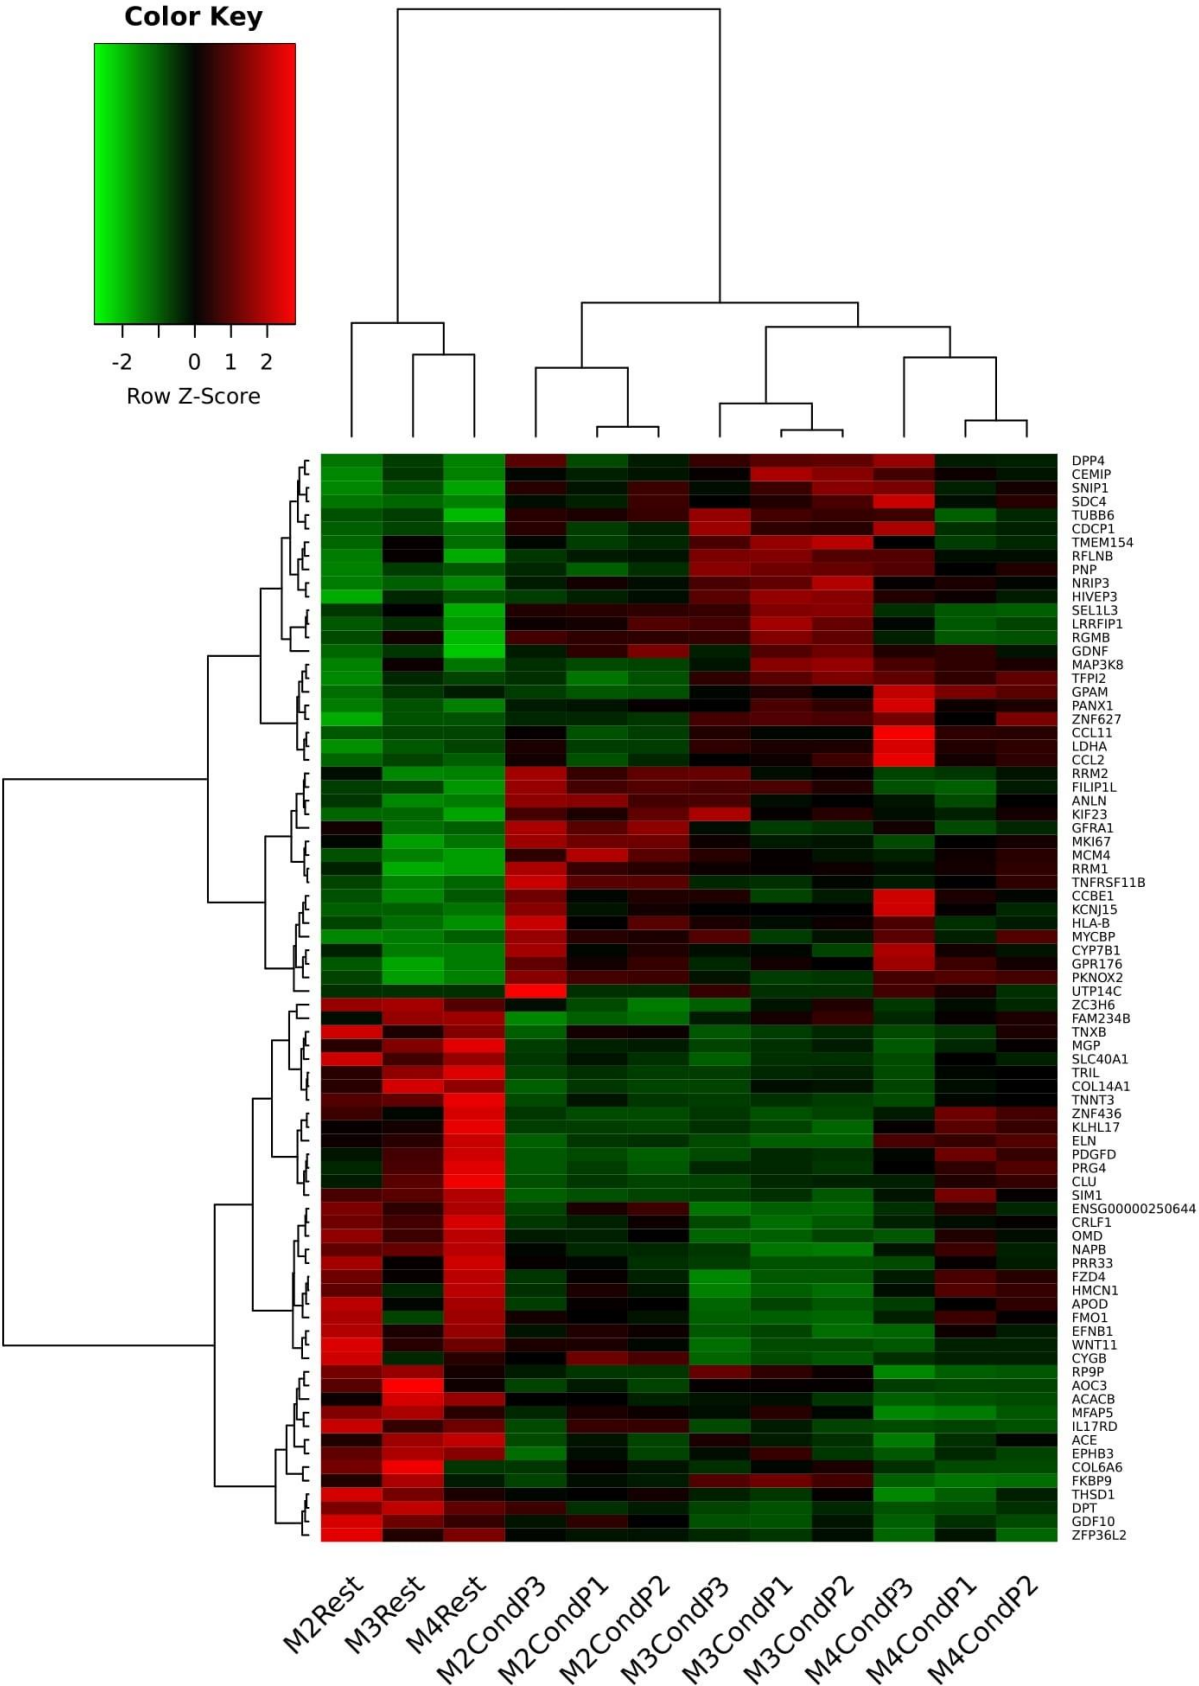 Color Key
-2 0 1 2
Row Z-Score
DPP4
CEMIP
SNIP1
SDC4
TUBB6
CDCP1
TMEM154
RFLNB
PNP
NRIP3
HIVEP3
SEL1L3
LRRFIP1
RGMB
GDNF
MAP3K8
TFPI2
GPAM
PANX1
ZNF627
CCL11
LDHA
CCL2
RRM2
FILIP1L
ANLN
KIF23
GFRA1
MKI67
MCM4
RRM1
TNFRSF11B
CCBE1
KCNJ15
HLA-B
MYCBP
CYP7B1
GPR176
PKNOX2
UTP14C
ZC3H6
FAM234B
TNXB
MGP
SLC40A1
TRIL
COL14A1
TNNT3
ZNF436
KLHL17
ELN
PDGFD
PRG4
CLU
SIM1
ENSG00000250644
CRLF1
OMD
NAPB
PRR33
FZD4
HMCN1
APOD
FMO1
EFNB1
WNT11
CYGB
RP9P
AOC3
ACACB
MFAP5
IL17RD
ACE
EPHB3
COL6A6
FKBP9
THSD1
DPT
GDF10
ZFP36L2
M2Rest
M3Rest
M4Rest
M2CondP3
M2CondP1
M2CondP2
M3CondP3
M3CondP1
M3CondP2
M4CondP3
M4CondP1
M4CondP2